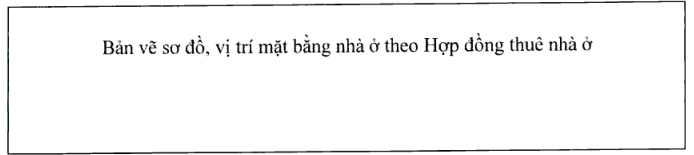 Bản vẽ sơ đồ, vị trí mặt bằng nhà ở theo Hợp đồng thuê nhà ở